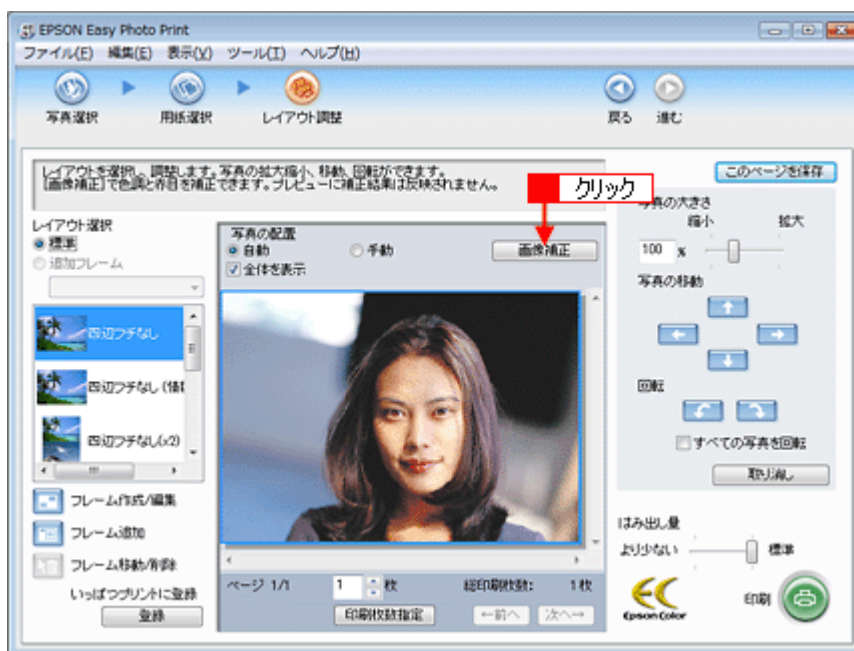 EPSON Easy Photo Print
ファイル(F) 編集(E) 表示(V) ツール(T) ヘルプ(H)
写真選択 用紙選択 レイアウト調整 戻る 進む
レイアウトを選択し、調整します。写真の拡大縮小、移動、回転ができます。
[画像補正]で色調と赤目を補正できます。プレビューに補正結果は反映されません。
このページを保存
クリック
レイアウト選択
標準
追加フレーム
四辺フチなし
四辺フチなし(x2)
フレーム作成/編集
フレーム追加
フレーム移動/削除
いっぱつプリントに登録
登録
写真の配置
自動 手動 画像補正
全体を表示
ページ 1/1 1 枚 総印刷枚数: 1枚
印刷枚数指定 ←前へ 次へ→
写真の大きさ
縮小 拡大
100 %
写真の移動
回転
すべての写真を回転
取り消し
はみ出し量
より少ない 標準
Epson Color
印刷